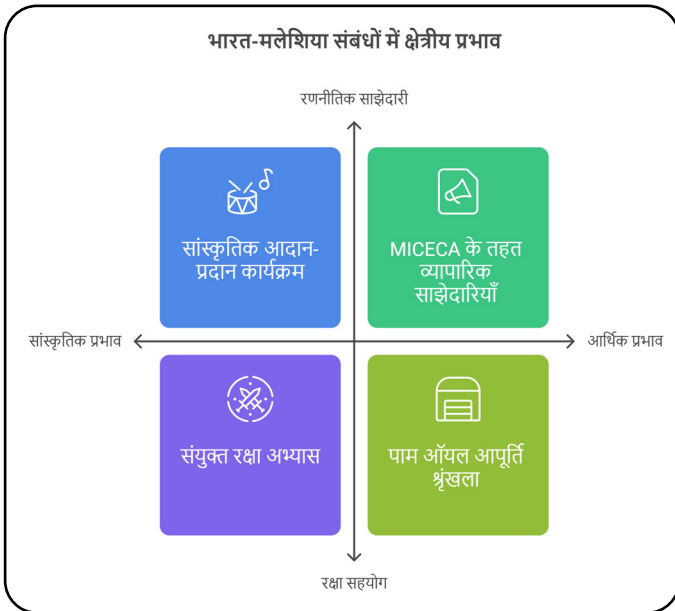 भारत-मलेशिया संबंधों में क्षेत्रीय प्रभाव
रणनीतिक साझेदारी
सांस्कृतिक आदान-
प्रदान कार्यक्रम
MICECA के तहत
व्यापारिक
साझेदारियाँ
सांस्कृतिक प्रभाव
आर्थिक प्रभाव
संयुक्त रक्षा अभ्यास
पाम ऑयल आपूर्ति
श्रृंखला
रक्षा सहयोग